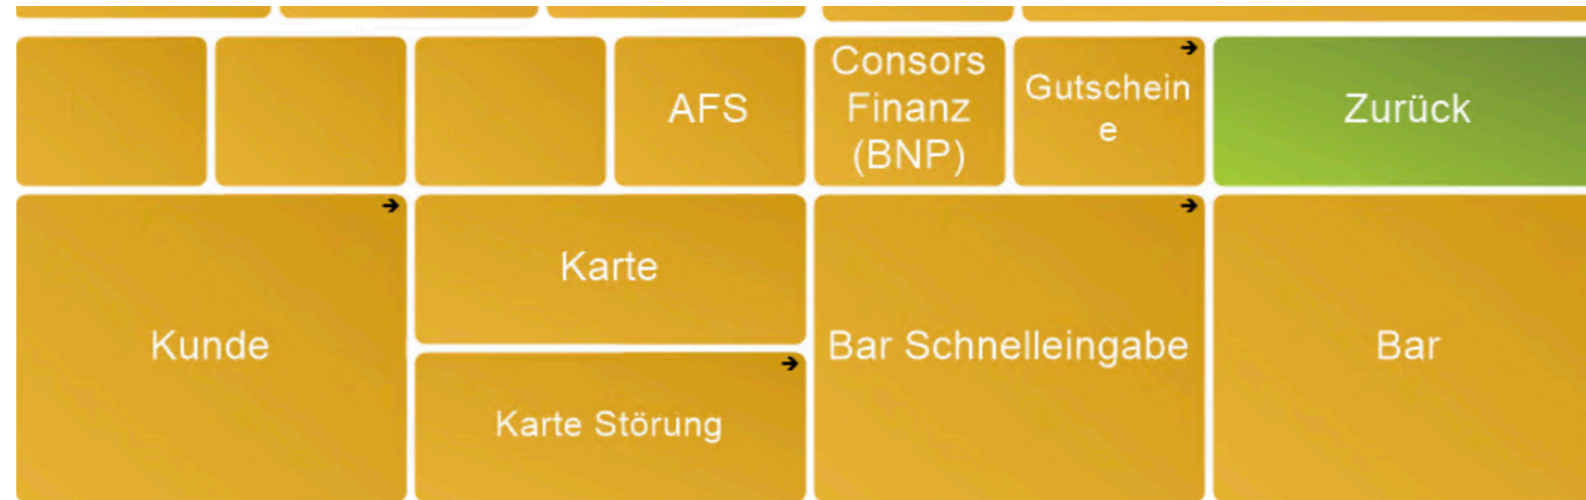 AFS
Consors
Finanz
(BNP)
Gutschein
e
Zurück
Kunde
Karte
Karte Störung
Bar Schnelleingabe
Bar